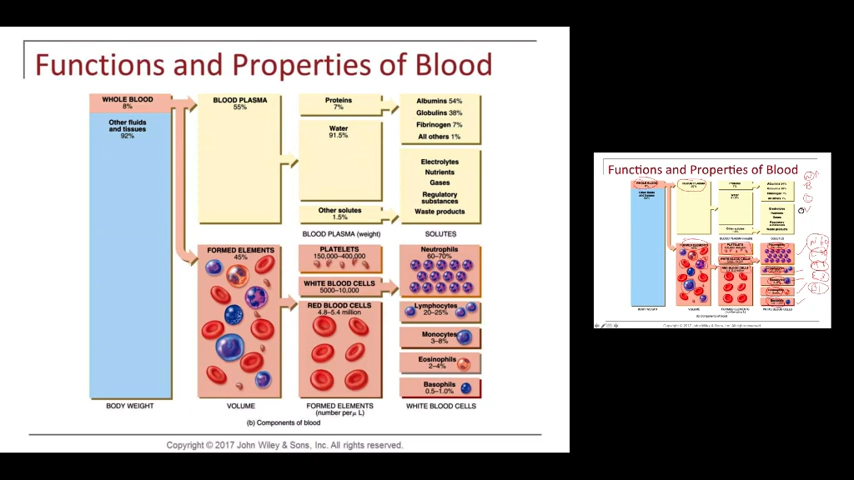 Functions and Properties of Blood
WHOLE BLOOD
8%
Other fluids
and tissues
92%
BODY WEIGHT
BLOOD PLASMA
55%
FORMED ELEMENTS
45%
VOLUME
Proteins
7%
Water
91.5%
Other solutes
1.5%
BLOOD PLASMA (weight)
Albumins 54%
Globulins 38%
Fibrinogen 7%
All others 1%
Electrolytes
Nutrients
Gases
Regulatory
substances
Waste products
SOLUTES
PLATELETS
150,000–400,000
WHITE BLOOD CELLS
5000–10,000
RED BLOOD CELLS
4.8–5.4 million
FORMED ELEMENTS
(number per μ L)
Neutrophils
60–70%
Lymphocytes
20–25%
Monocytes
3–8%
Eosinophils
2–4%
Basophils
0.5–1.0%
WHITE BLOOD CELLS
(b) Components of blood
Copyright © 2017 John Wiley & Sons, Inc. All rights reserved.
Functions and Properties of Blood